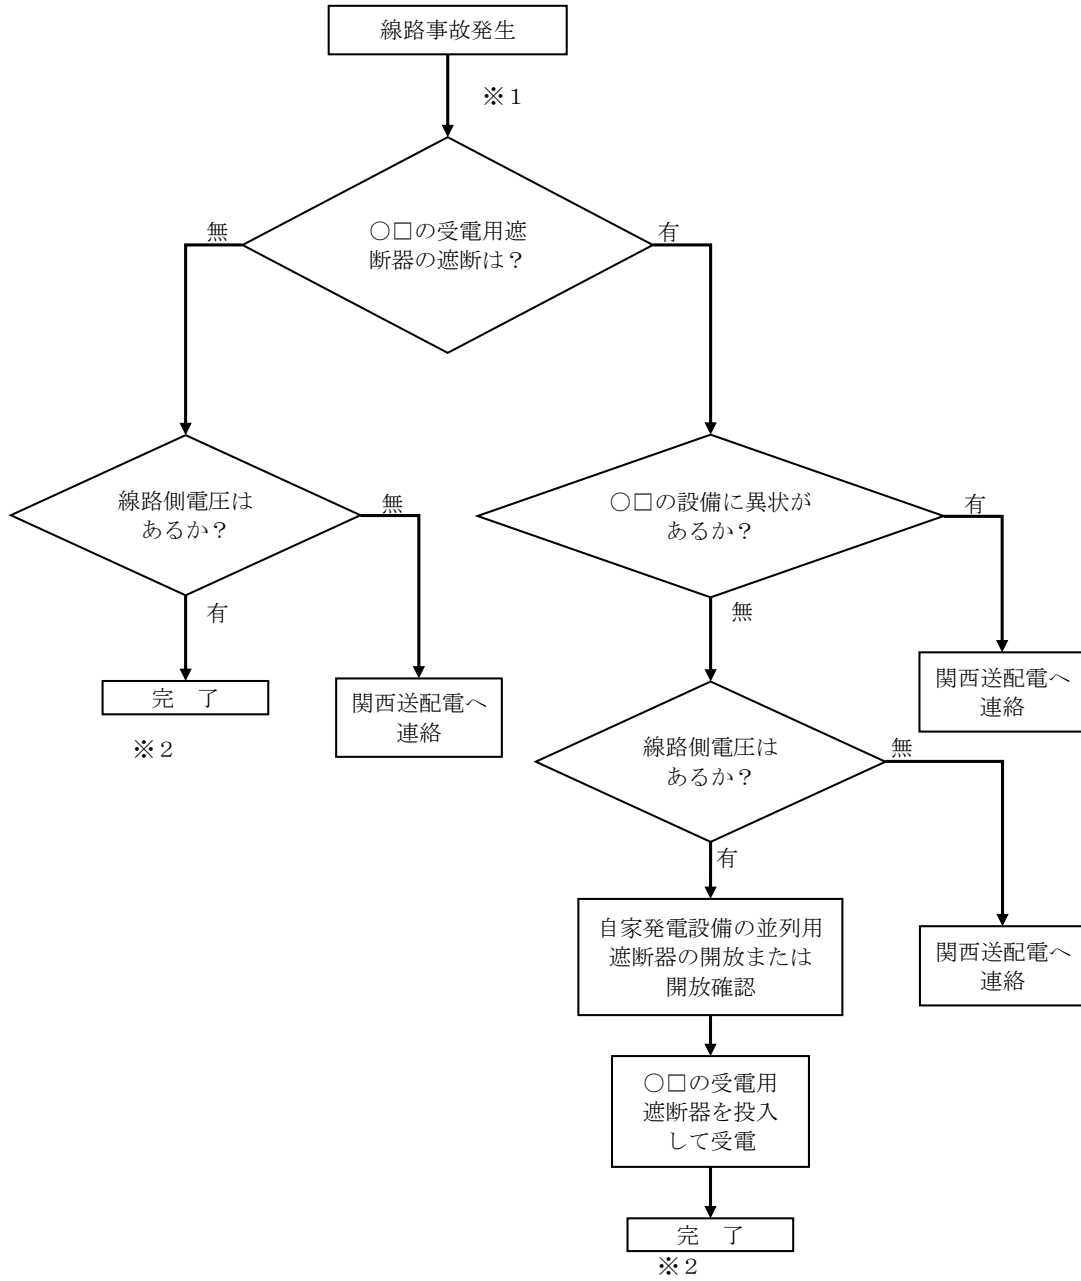 線路事故発生
※１
無
○□の受電用遮
断器の遮断は？
有
線路側電圧は
あるか？
無
有
完　了
※２
関西送配電へ
連絡
○□の設備に異状が
あるか？
有
無
関西送配電へ
連絡
線路側電圧は
あるか？
無
有
関西送配電へ
連絡
自家発電設備の並列用
遮断器の開放または
開放確認
○□の受電用
遮断器を投入
して受電
完　了
※２